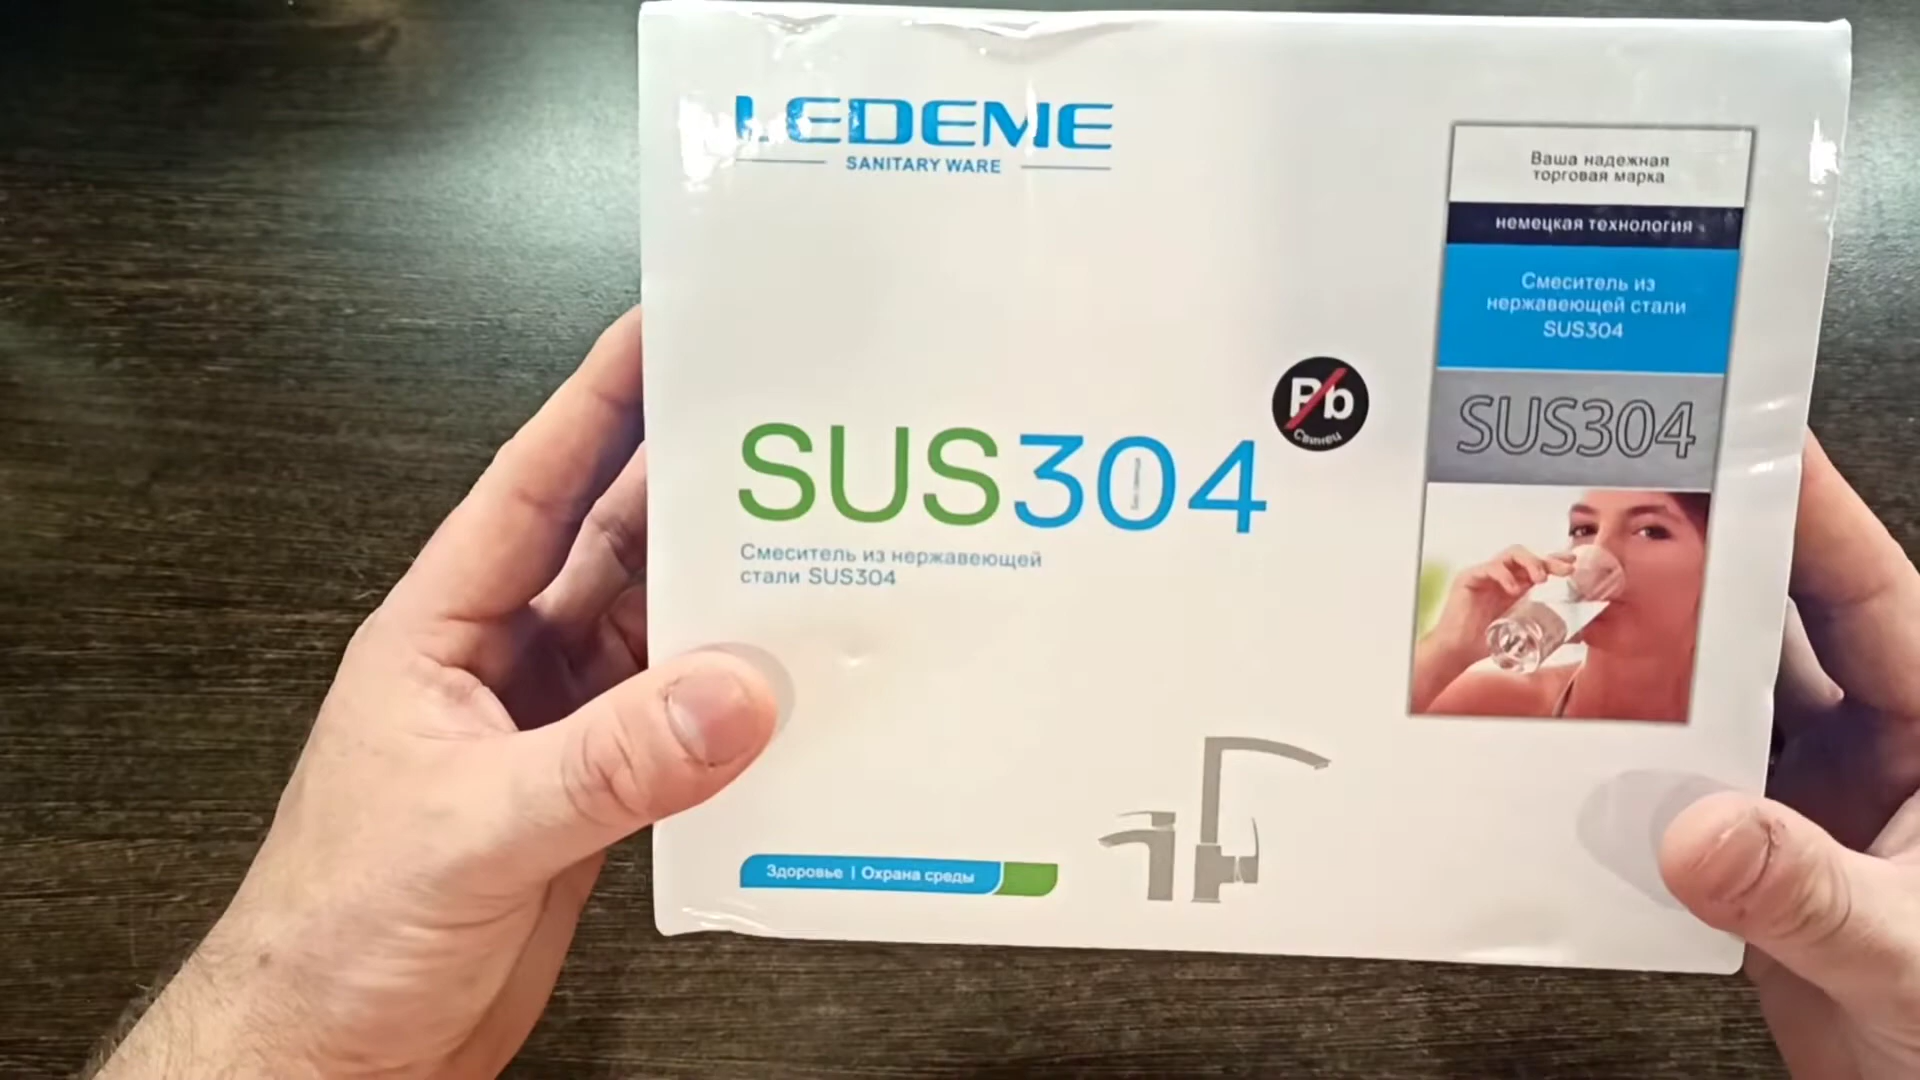 LEDEME
SANITARY WARE
Ваша надежная
торговая марка
немецкая технология
Смеситель из
нержавеющей стали
SUS304
SUS304
Pb
Свинец
SUS304
Смеситель из нержавеющей
стали SUS304
Здоровье | Охрана среды